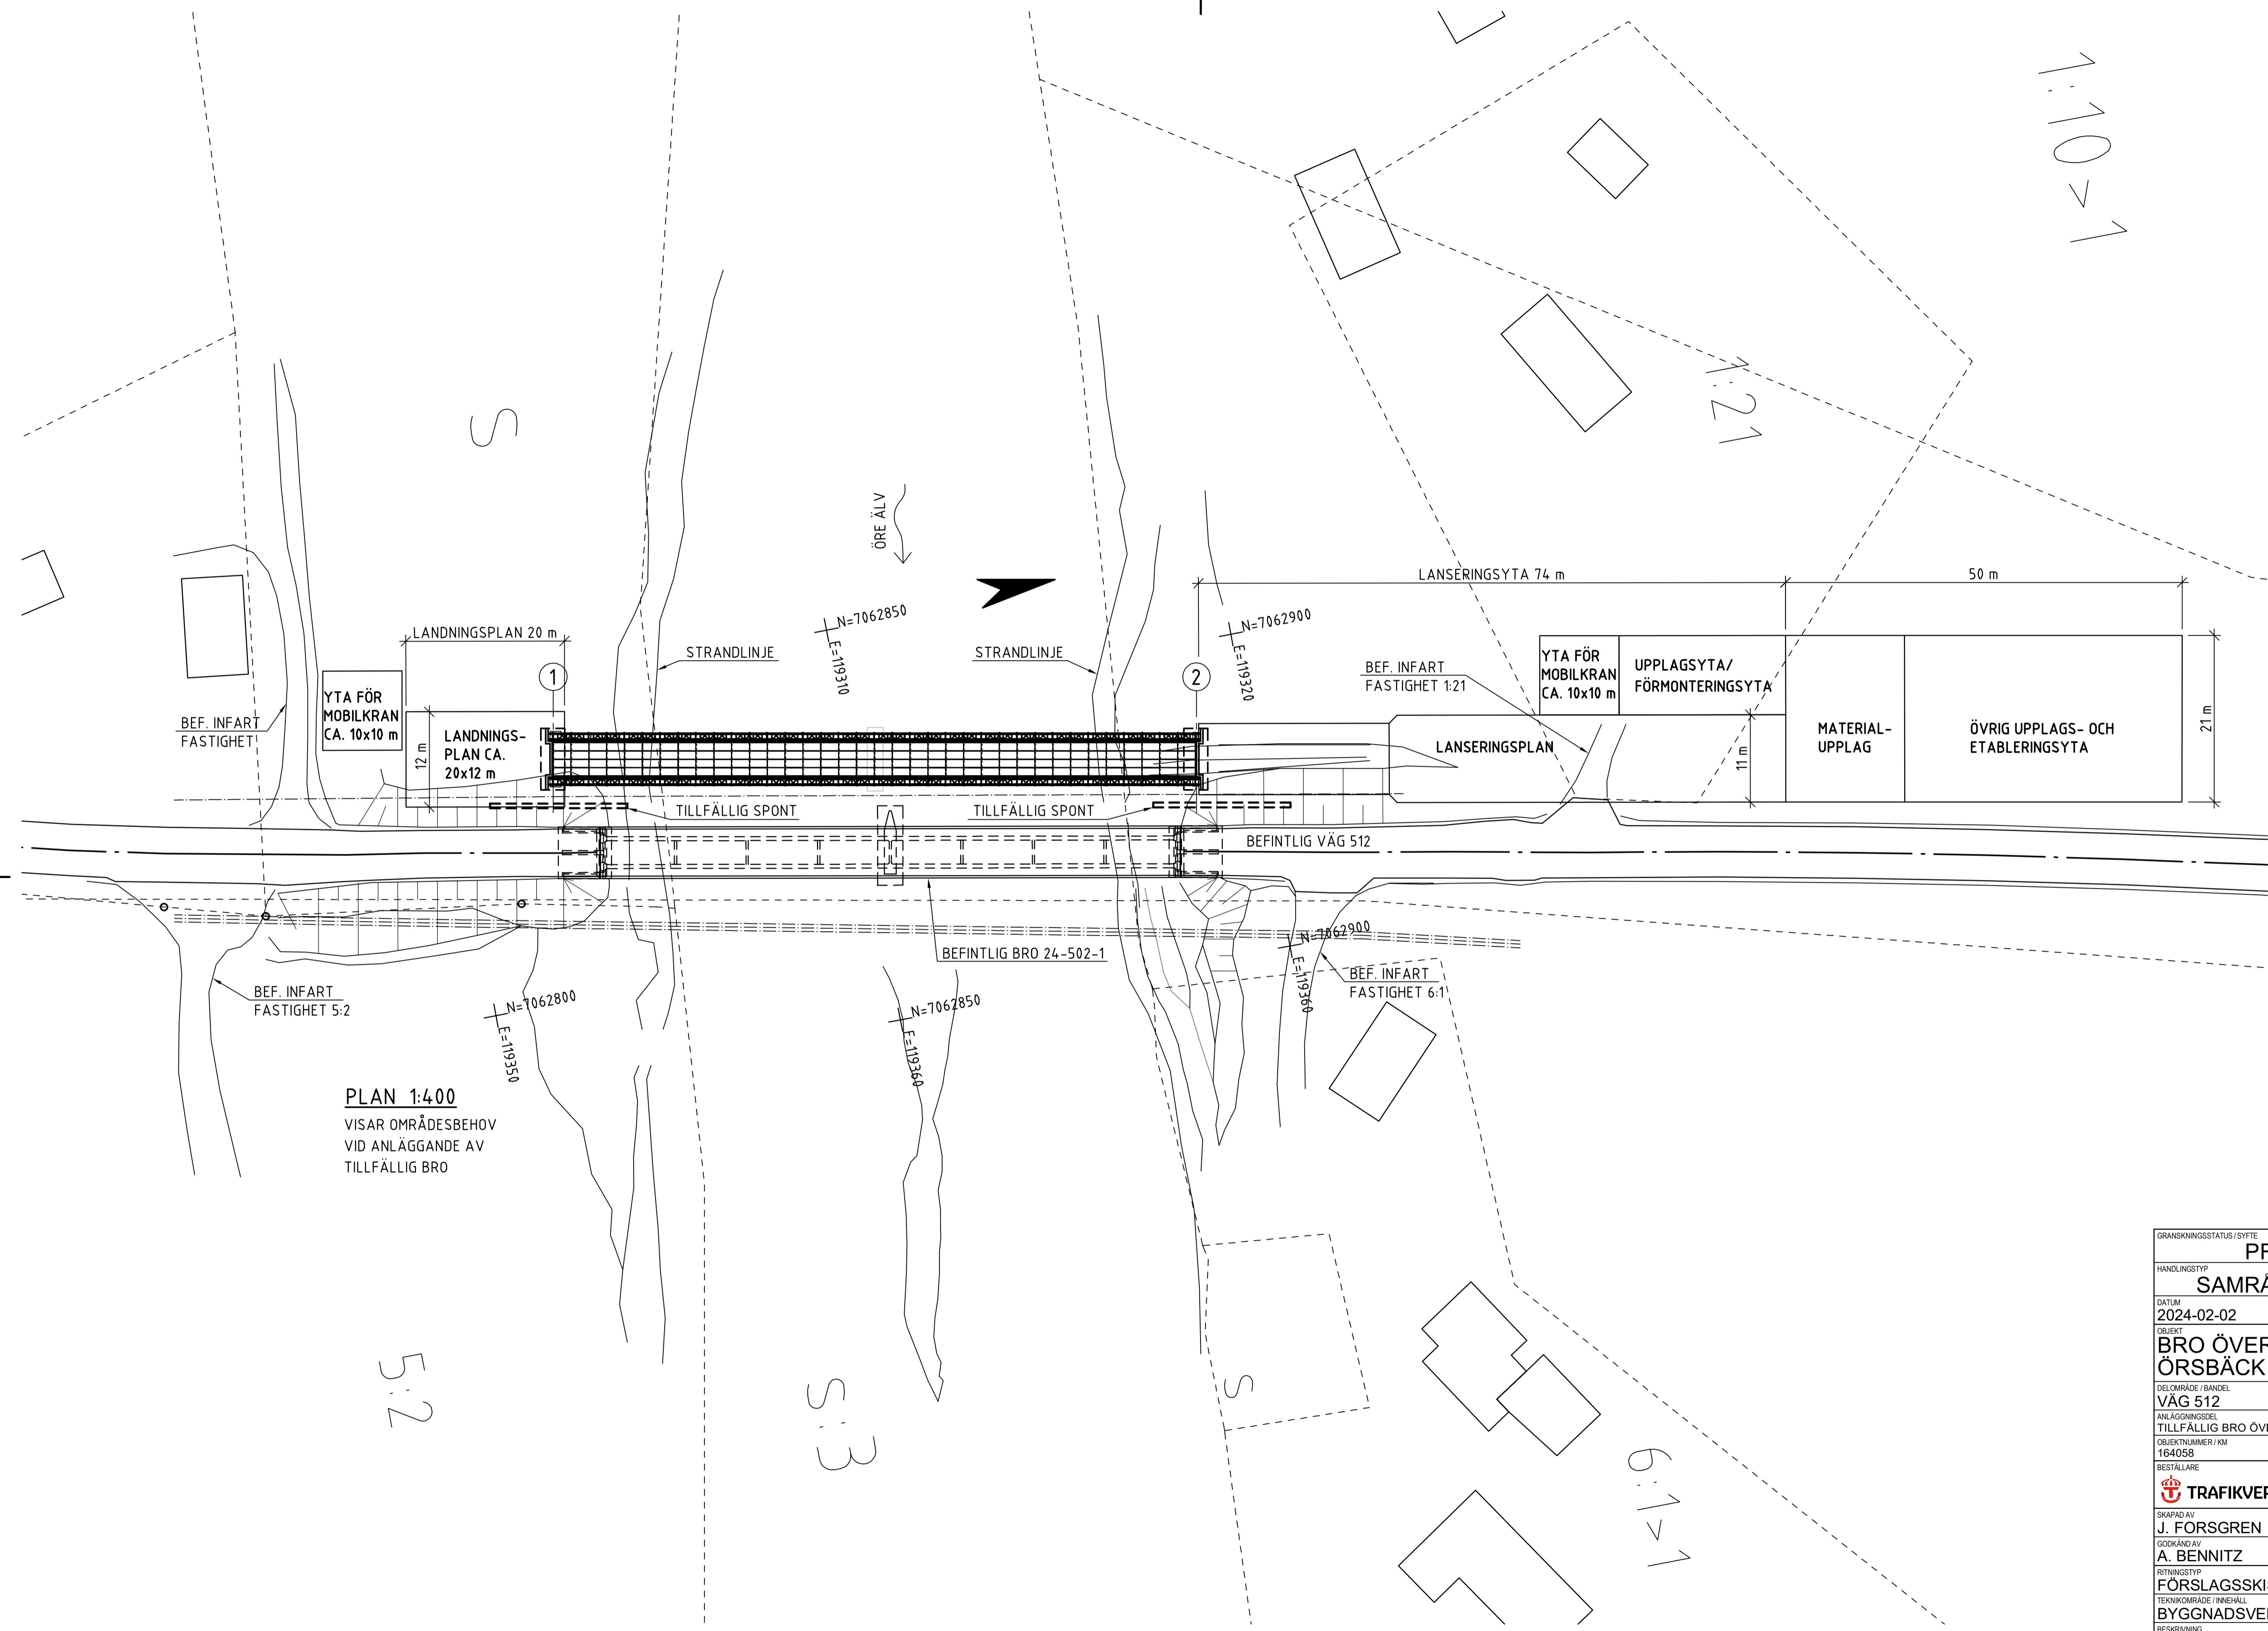 1:10>1
1:21
S
ÖRE ÄLV
LANSERINGSYTA 74 m
50 m
N=7062850
E=119310
N=7062900
E=119320
LANDNINGSPLAN 20 m
STRANDLINJE
STRANDLINJE
1
2
BEF. INFART
FASTIGHET 1:21
YTA FÖR
MOBILKRAN
CA. 10x10 m
UPPLAGSYTA/
FÖRMONTERINGSYTA
YTA FÖR
MOBILKRAN
CA. 10x10 m
BEF. INFART
FASTIGHET
12 m
LANDNINGS-
PLAN CA.
20x12 m
LANSERINGSPLAN
11 m
MATERIAL-
UPPLAG
ÖVRIG UPPLAGS- OCH
ETABLERINGSYTA
21 m
TILLFÄLLIG SPONT
TILLFÄLLIG SPONT
BEFINTLIG VÄG 512
BEFINTLIG BRO 24-502-1
N=7062900
E=119360
BEF. INFART
FASTIGHET 6:1
BEF. INFART
FASTIGHET 5:2
N=7062800
E=119350
N=7062850
E=119360
PLAN 1:400
VISAR OMRÅDESBEHOV
VID ANLÄGGANDE AV
TILLFÄLLIG BRO
5:2
S:3
S
6:1>1
GRANSKNINGSSTATUS / SYFTE
HANDLINGSTYP
DATUM
2024-02-02
OBJEKT
BRO ÖVER
ÖRSBÄCK
DELOMRÅDE / BANDEL
VÄG 512
ANLÄGGNINGSDEL
TILLFÄLLIG BRO
OBJEKTNUMMER / KM
164058
BESTÄLLARE
SKAPAD AV
J. FORSGREN
GODKÄND AV
A. BENNITZ
RITNINGSTYP
TEKNIKOMRÅDE / INNEHÅLL
BESKRIVNING